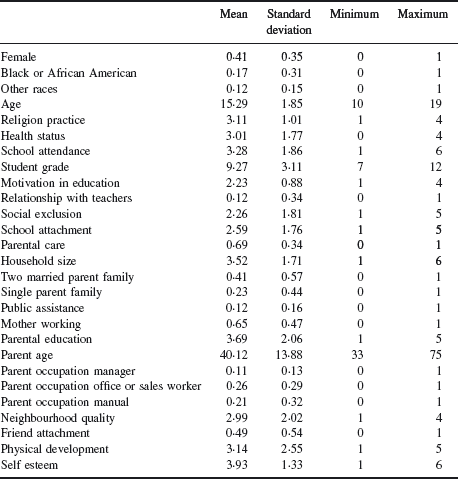 Mean Standard deviation Minimum Maximum
Female 0·41 0·35 0 1
Black or African American 0·17 0·31 0 1
Other races 0·12 0·15 0 1
Age 15·29 1·85 10 19
Religion practice 3·11 1·01 1 4
Health status 3·01 1·77 0 4
School attendance 3·28 1·86 1 6
Student grade 9·27 3·11 7 12
Motivation in education 2·23 0·88 1 4
Relationship with teachers 0·12 0·34 0 1
Social exclusion 2·26 1·81 1 5
School attachment 2·59 1·76 1 5
Parental care 0·69 0·34 0 1
Household size 3·52 1·71 1 6
Two married parent family 0·41 0·57 0 1
Single parent family 0·23 0·44 0 1
Public assistance 0·12 0·16 0 1
Mother working 0·65 0·47 0 1
Parental education 3·69 2·06 1 5
Parent age 40·12 13·88 33 75
Parent occupation manager 0·11 0·13 0 1
Parent occupation office or sales worker 0·26 0·29 0 1
Parent occupation manual 0·21 0·32 0 1
Neighbourhood quality 2·99 2·02 1 4
Friend attachment 0·49 0·54 0 1
Physical development 3·14 2·55 1 5
Self esteem 3·93 1·33 1 6